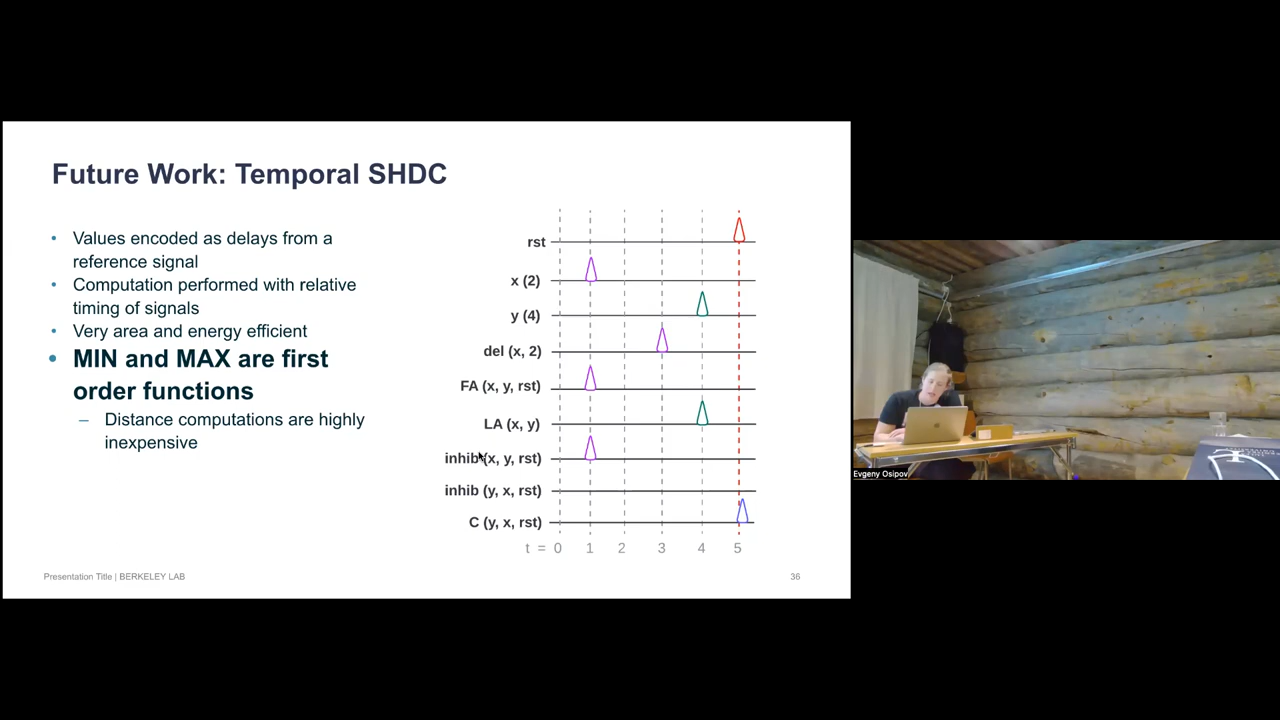 Future Work: Temporal SHDC
• Values encoded as delays from a
reference signal
• Computation performed with relative
timing of signals
• Very area and energy efficient
• MIN and MAX are first
order functions
– Distance computations are highly
inexpensive
rst
x (2)
y (4)
del (x, 2)
FA (x, y, rst)
LA (x, y)
inhib (x, y, rst)
inhib (y, x, rst)
C (y, x, rst)
t = 0 1 2 3 4 5
Presentation Title | BERKELEY LAB
36
Evgeny Osipov